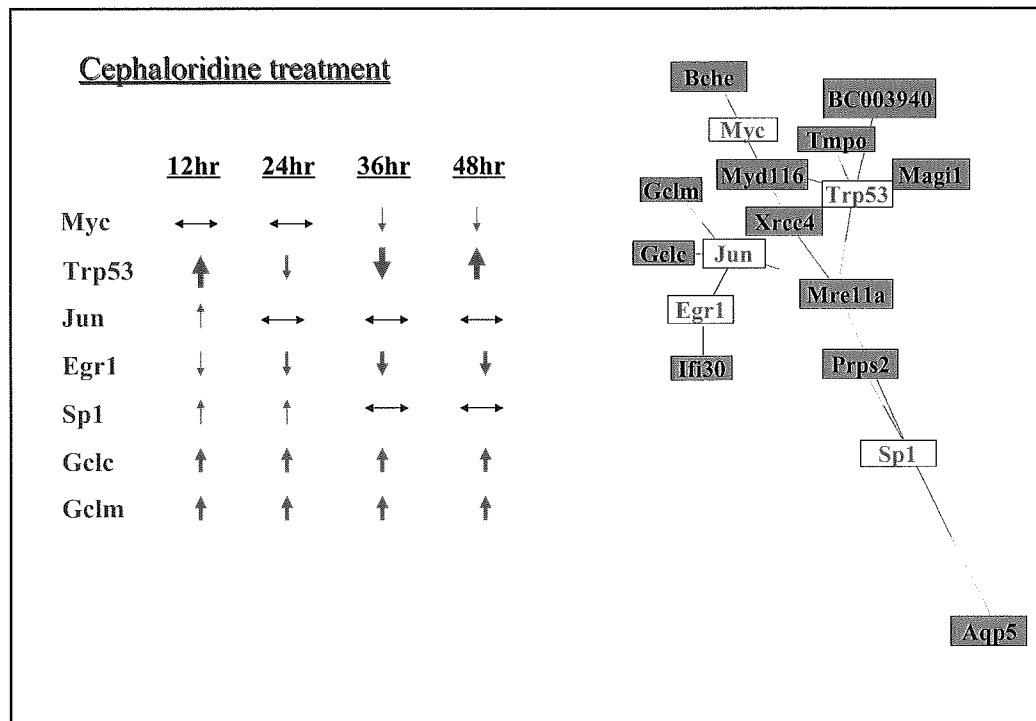 Cephaloridine treatment
12hr 24hr 36hr 48hr
Myc
Trp53
Jun
Egr1
Sp1
Gclc
Gclm
Bche
BC003940
Myc
Tmpo
Myd116
Magi1
Gclm
Trp53
Xrcc4
Gclc
Jun
Mre11a
Egr1
Ifi30
Prps2
Sp1
Aqp5